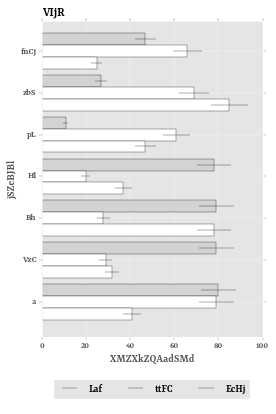 VIjR
fnCj
zbS
pL
Hl
Bh
VzC
a
jSZcBJBl
0 20 40 60 80 100
XMZXkZQAadSMd
Laf ttFC EcHj